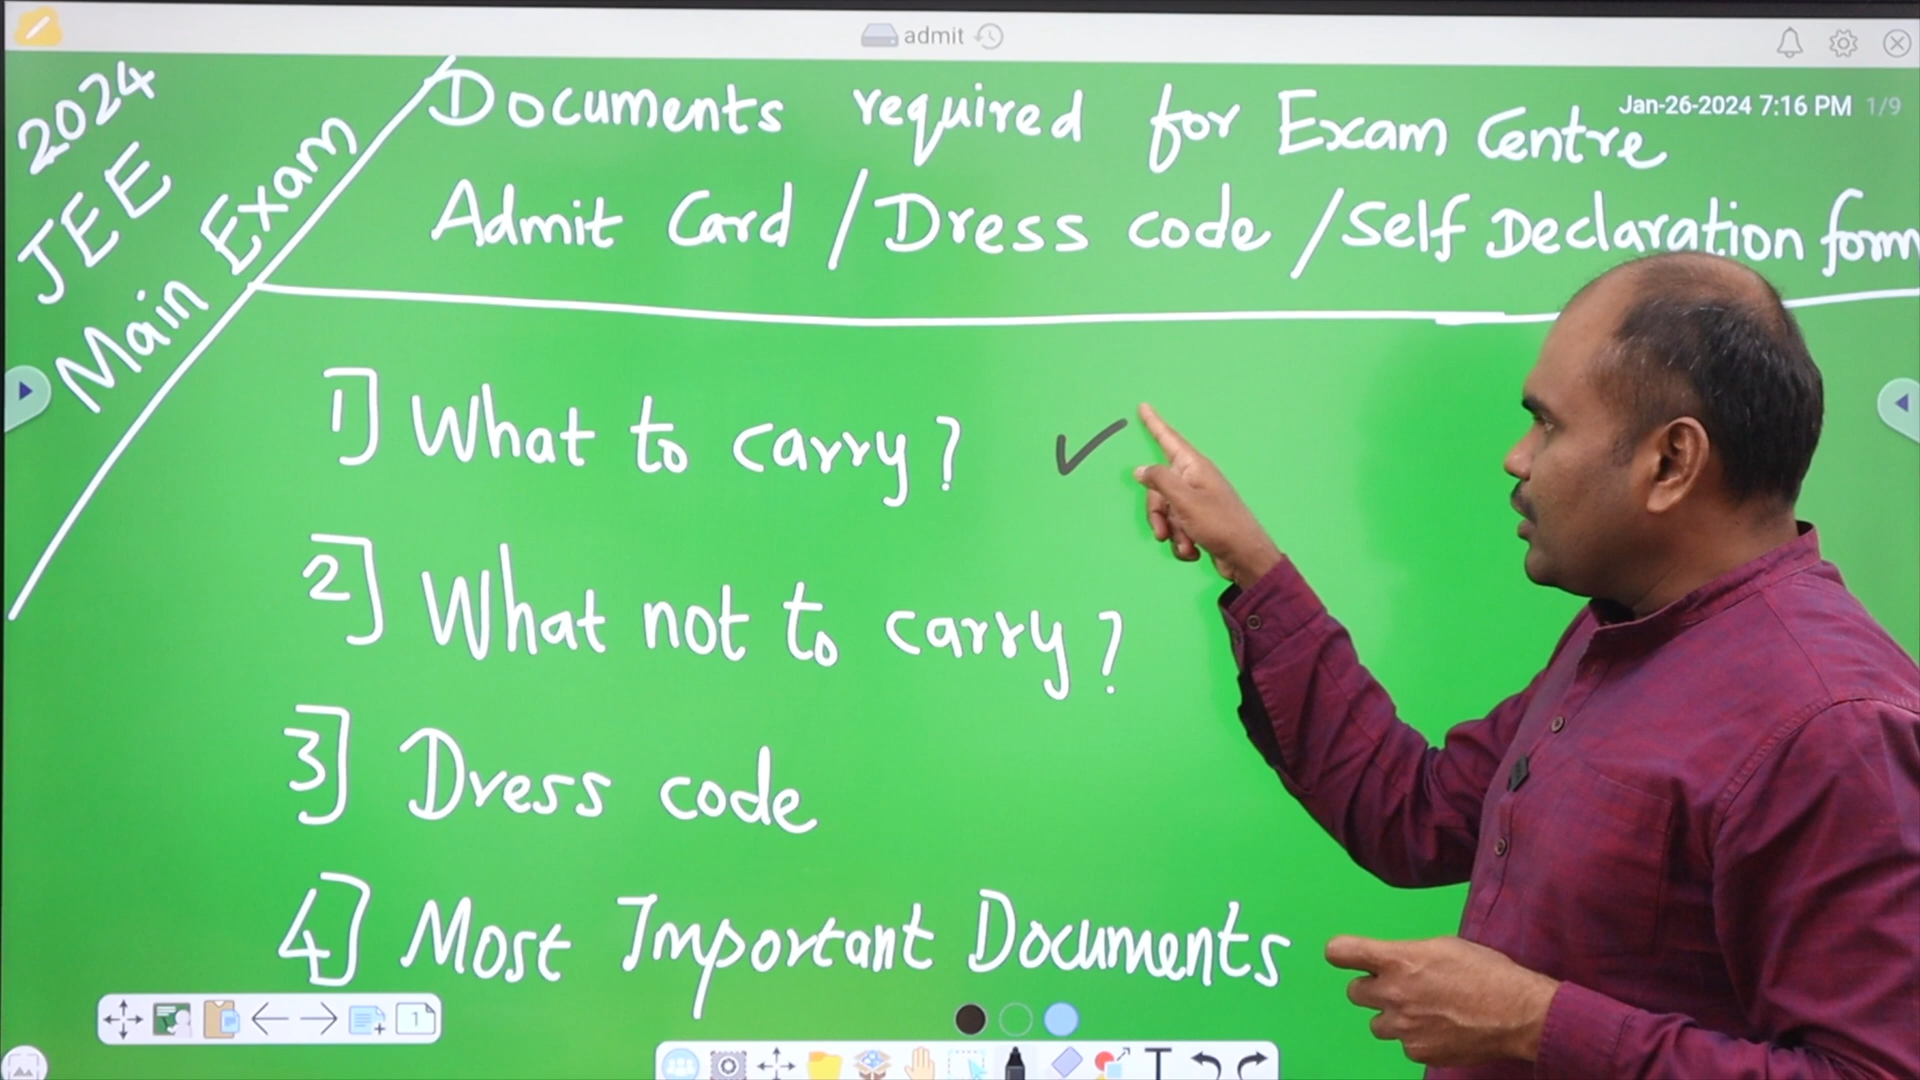 admit
Jan-26-2024 7:16 PM 1/9
2024
JEE
Main Exam
Documents required for Exam Centre
Admit Card / Dress code / Self Declaration form
1] What to carry?
2] What not to carry?
3] Dress code
4] Most Important Documents
1
T